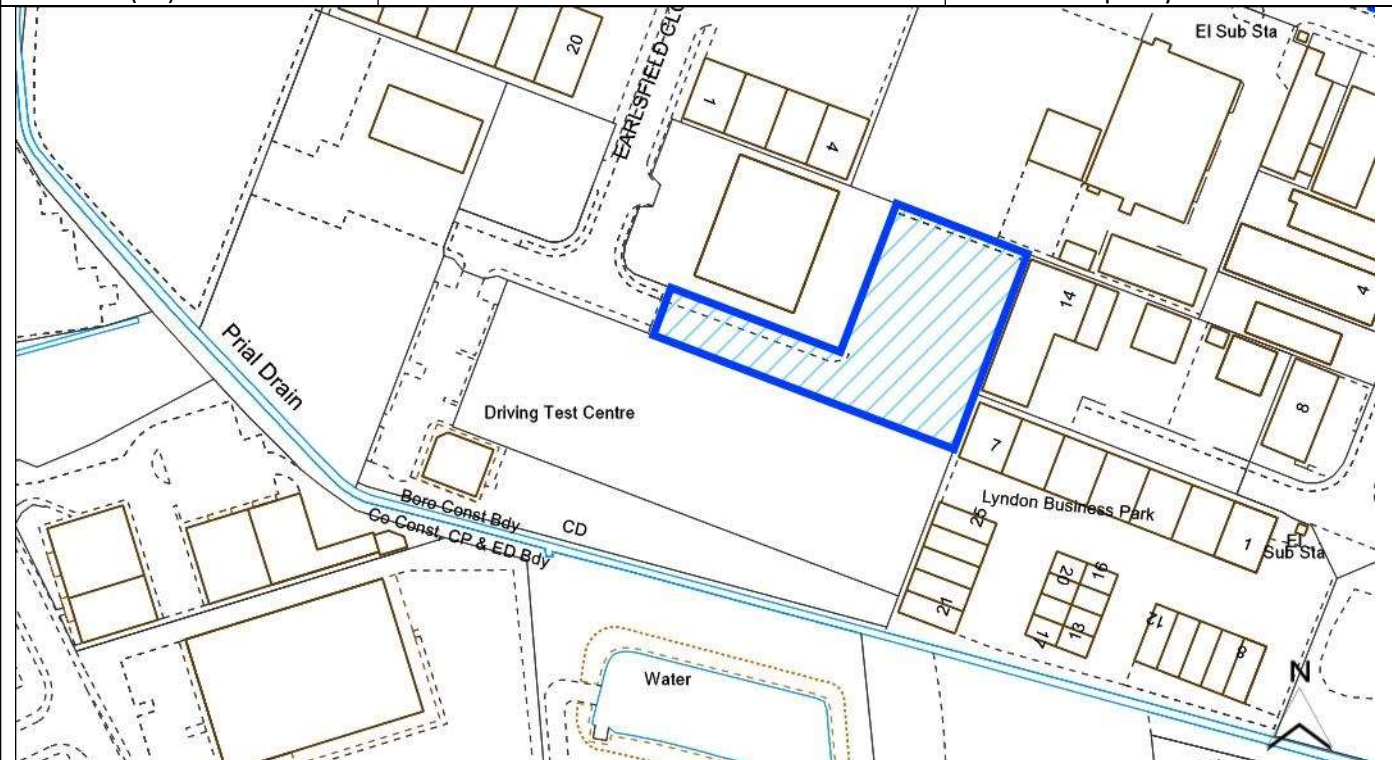 El Sub Sta
20
EARLSFIELD CLO
1
4
14
4
8
Prial Drain
Driving Test Centre
7
Lyndon Business Park
25
Boro Const Bdy
CD
Co Const, CP & ED Bdy
1
El
Sub Sta
20
16
21
17
13
12
8
Water
N